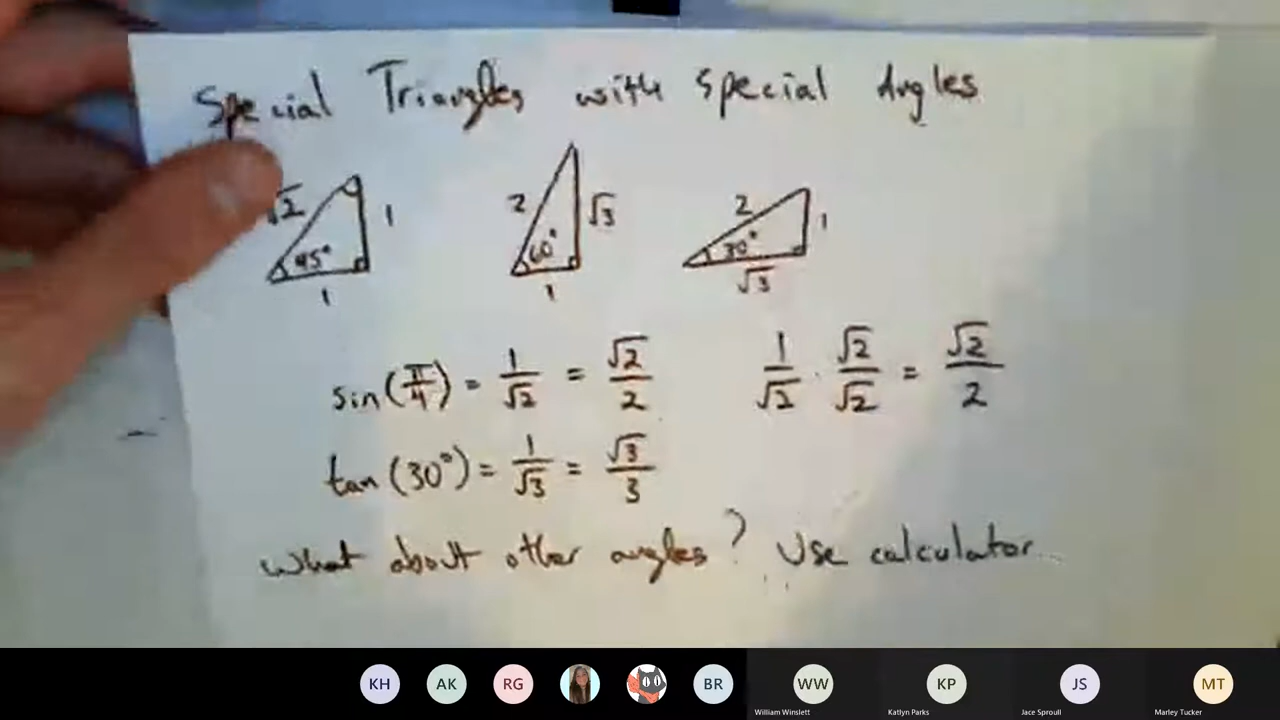 Special Triangles with Special Angles
√2 1 45° 1
2 √3 60° 1
2 1 30° √3
sin(π/4) = 1/√2 = √2/2
1/√2 · √2/√2 = √2/2
tan(30°) = 1/√3 = √3/3
What about other angles? Use calculator
KH AK RG BR WW KP JS MT
William Winslett Katlyn Parks Jace Sproull Marley Tucker